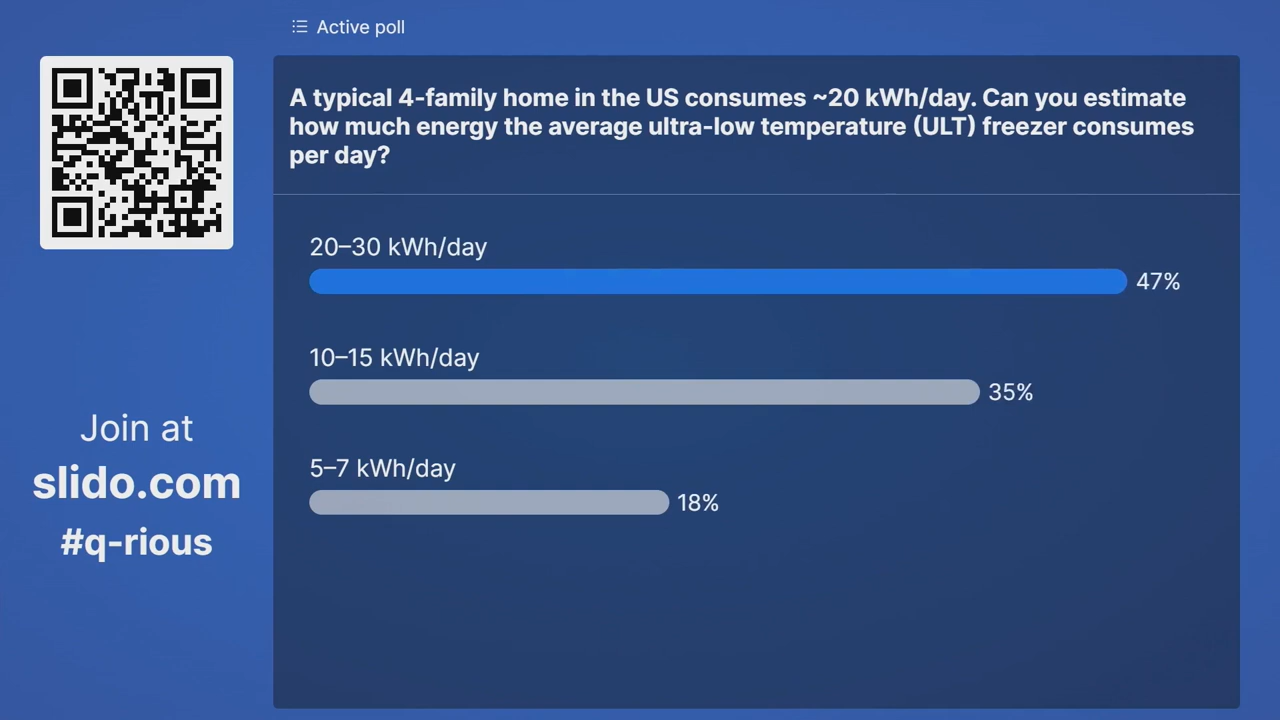 Active poll
A typical 4-family home in the US consumes ~20 kWh/day. Can you estimate
how much energy the average ultra-low temperature (ULT) freezer consumes
per day?
20–30 kWh/day
47%
10–15 kWh/day
35%
5–7 kWh/day
18%
Join at
slido.com
#q-rious